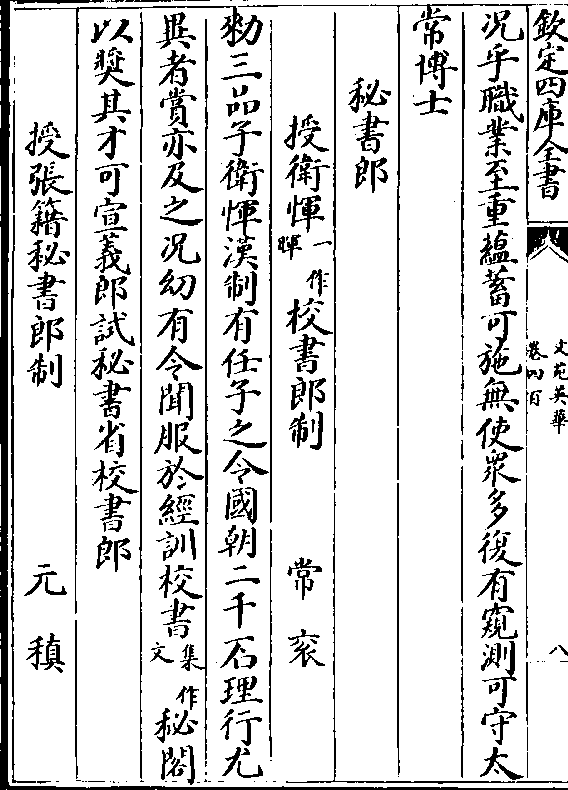 欽定四庫全書
文苑英華
卷四百
八
況乎職業至重蘊蓄可施無使衆多復有窺測可守太
常博士
秘書郎
授衛惲一作暉校書郎制 常衮
勑三品子衛惲漢制有任子之令國朝二千石理行尤
異者賞亦及之況幼有令聞服於經訓校書集作文秘閣
以奬其才可宣義郎試秘書省校書郎
授張籍秘書郎制 元稹